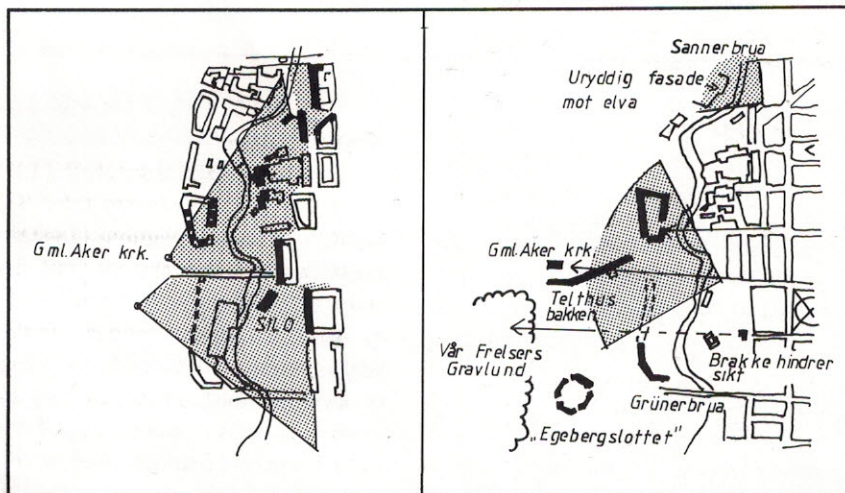 Gml.Aker krk.
SILO
Sannerbrua
Uryddig fasade
mot elva
Gml.Aker krk.
Telthus
bakken
Vår Frelsers
Gravlund
Brakke hindrer
sikt
Grünerbrua
„Egebergslottet"